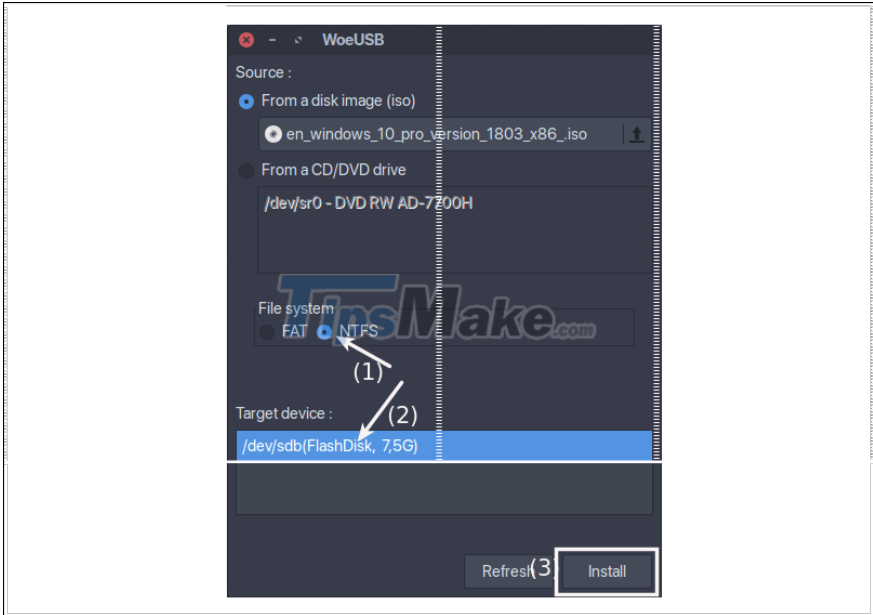 WoeUSB
Source :
From a disk image (iso)
en_windows_10_pro_version_1803_x86_.iso
From a CD/DVD drive
/dev/sr0 - DVD RW AD-7200H
TipsMake.com
File system
FAT NTFS
(1)
Target device :
(2)
/dev/sdb(FlashDisk, 7,5G)
Refresh (3) Install